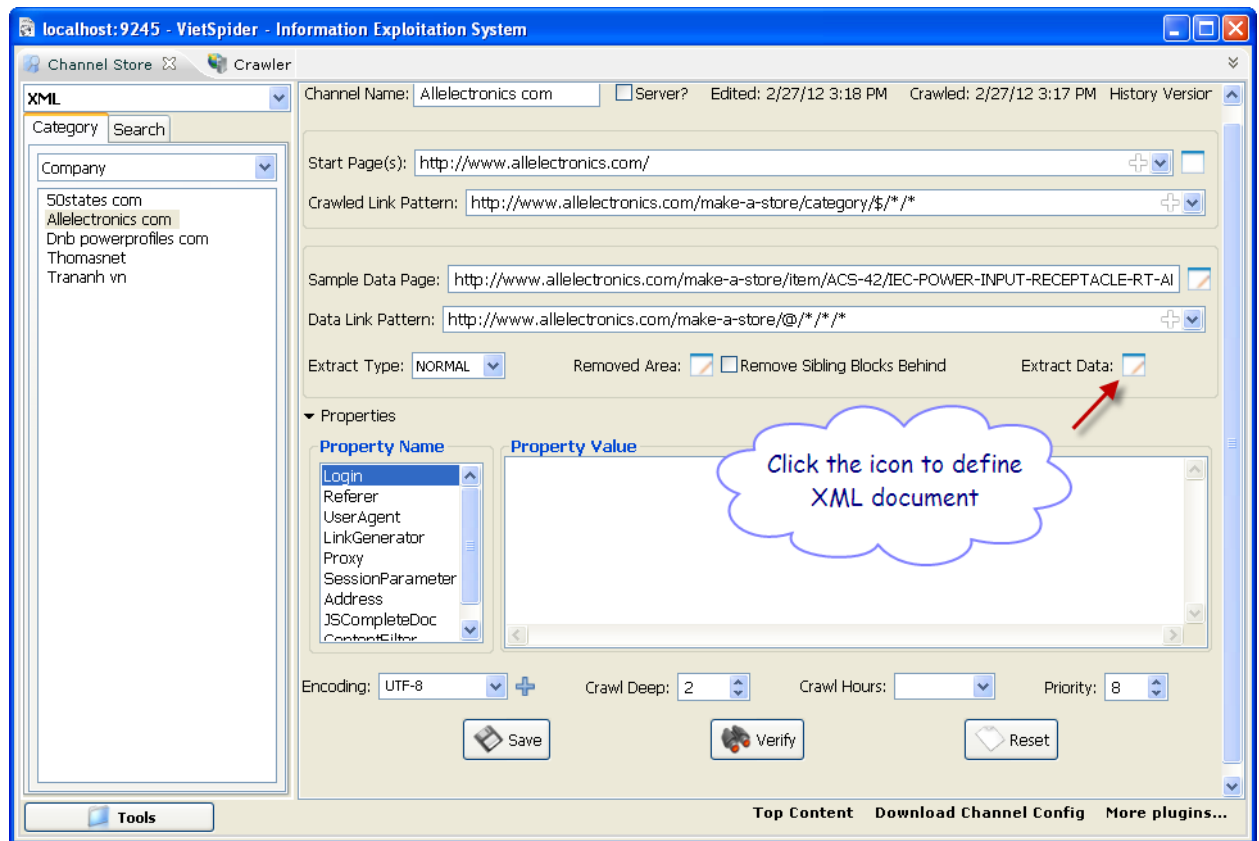 localhost:9245 - VietSpider - Information Exploitation System
Channel Store Crawler
XML
Category Search
Company
50states com
Allelectronics com
Dnb powerprofiles com
Thomasnet
Trananh vn
Channel Name: Allelectronics com Server? Edited: 2/27/12 3:18 PM Crawled: 2/27/12 3:17 PM History Version
Start Page(s): http://www.allelectronics.com/
Crawled Link Pattern: http://www.allelectronics.com/make-a-store/category/$/*/*
Sample Data Page: http://www.allelectronics.com/make-a-store/item/ACS-42/IEC-POWER-INPUT-RECEPTACLE-RT-AI
Data Link Pattern: http://www.allelectronics.com/make-a-store/@/*/*/*
Extract Type: NORMAL Removed Area: Remove Sibling Blocks Behind Extract Data:
Properties
Property Name Property Value
Login
Referer
UserAgent
LinkGenerator
Proxy
SessionParameter
Address
JSCompleteDoc
ContentFilter
Click the icon to define
XML document
Encoding: UTF-8 Crawl Deep: 2 Crawl Hours: Priority: 8
Save Verify Reset
Tools
Top Content Download Channel Config More plugins...